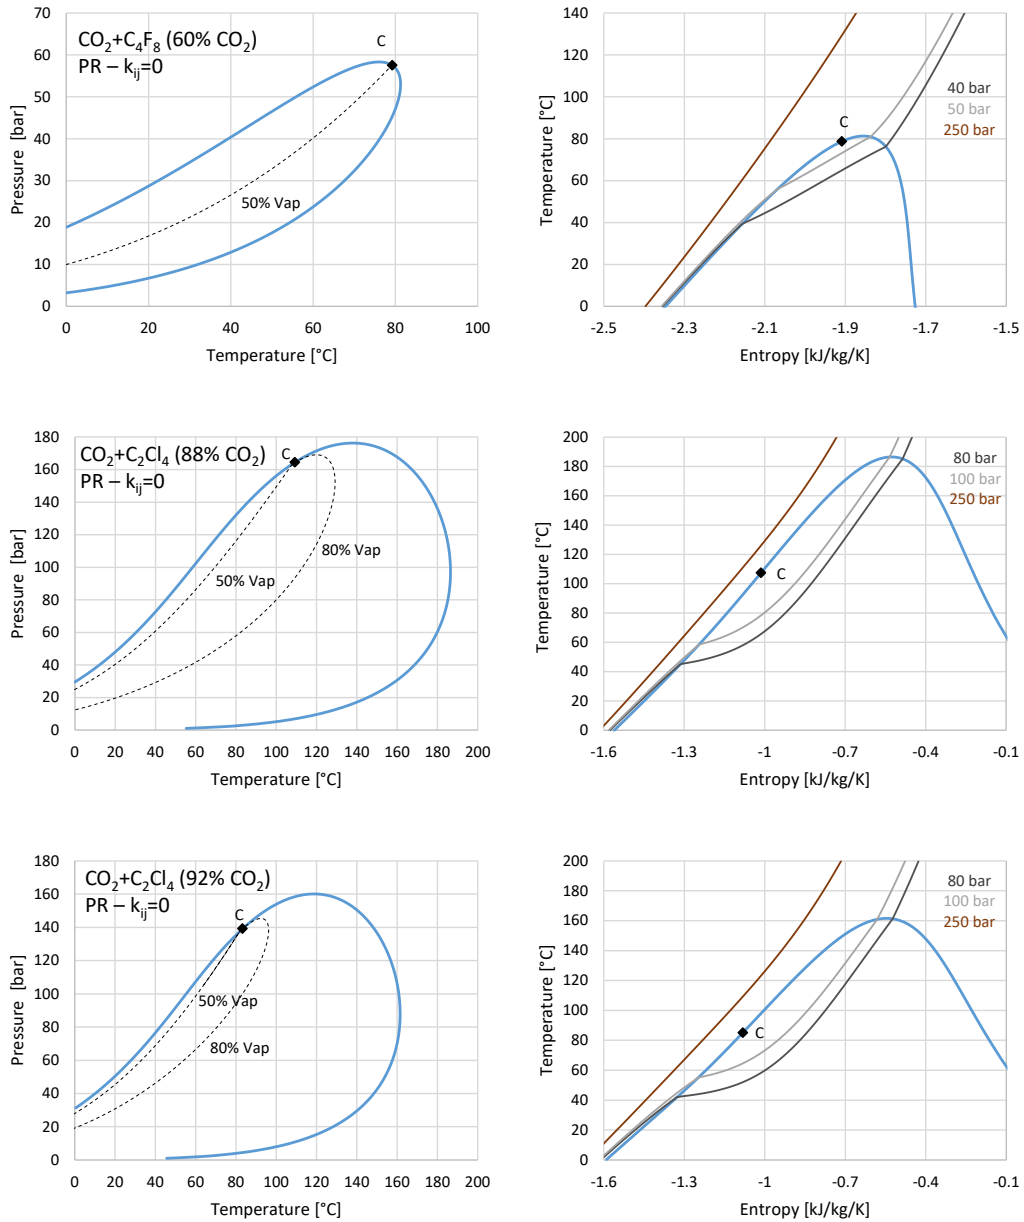 CO2+C4F8 (60% CO2)
PR – kij=0
C
50% Vap
70
60
50
40
30
20
10
0
0 20 40 60 80 100
Pressure [bar]
Temperature [°C]
140
120
100
80
60
40
20
0
-2.5 -2.3 -2.1 -1.9 -1.7 -1.5
Temperature [°C]
Entropy [kJ/kg/K]
40 bar
50 bar
250 bar
C
CO2+C2Cl4 (88% CO2)
PR – kij=0
C
50% Vap
80% Vap
180
160
140
120
100
80
60
40
20
0
0 20 40 60 80 100 120 140 160 180 200
Pressure [bar]
Temperature [°C]
200
180
160
140
120
100
80
60
40
20
0
-1.6 -1.3 -1 -0.7 -0.4 -0.1
Temperature [°C]
Entropy [kJ/kg/K]
80 bar
100 bar
250 bar
C
CO2+C2Cl4 (92% CO2)
PR – kij=0
C
50% Vap
80% Vap
180
160
140
120
100
80
60
40
20
0
0 20 40 60 80 100 120 140 160 180 200
Pressure [bar]
Temperature [°C]
200
180
160
140
120
100
80
60
40
20
0
-1.6 -1.3 -1 -0.7 -0.4 -0.1
Temperature [°C]
Entropy [kJ/kg/K]
80 bar
100 bar
250 bar
C